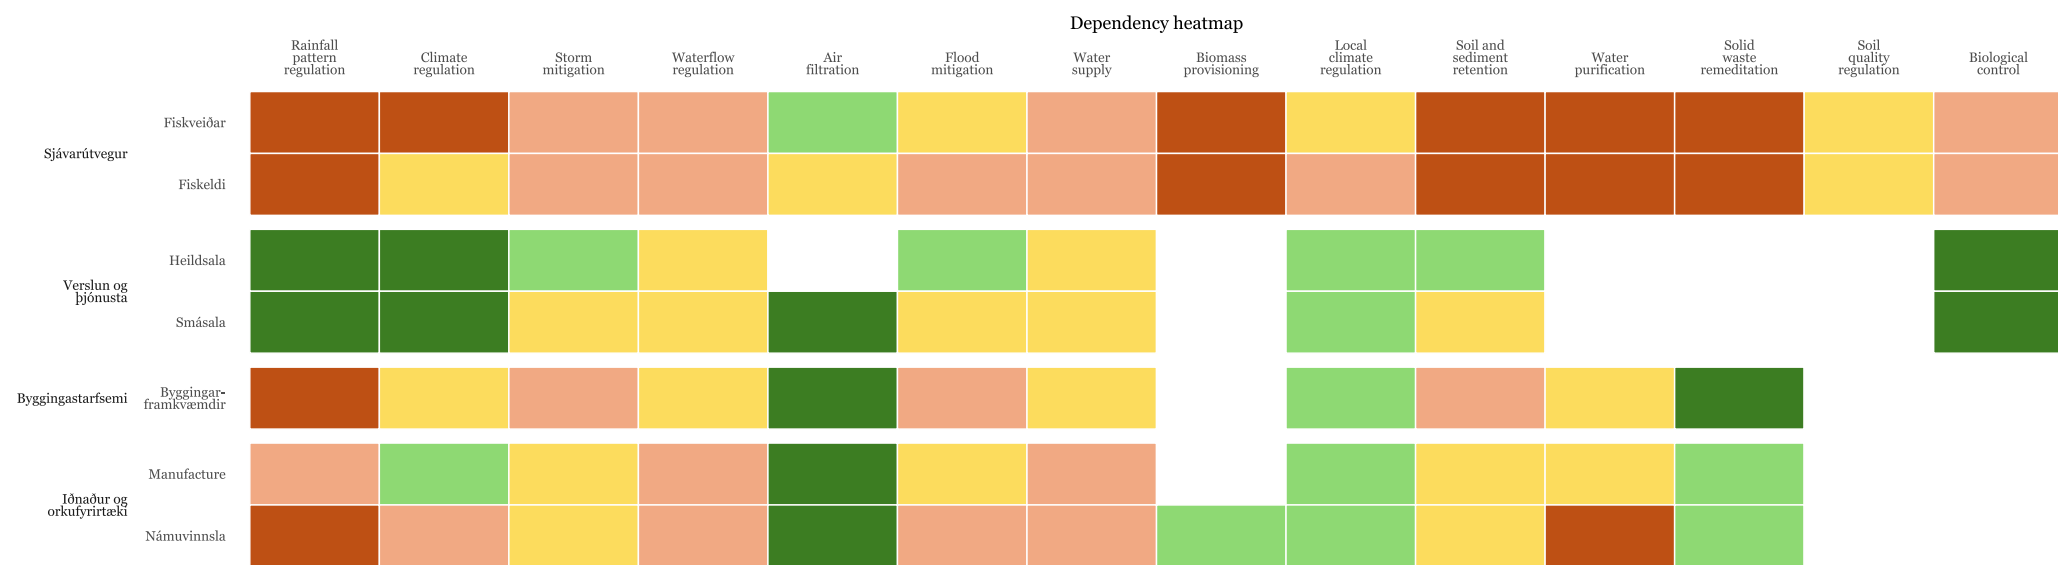 Dependency heatmap
Rainfall
pattern
regulation
Climate
regulation
Storm
mitigation
Waterflow
regulation
Air
filtration
Flood
mitigation
Water
supply
Biomass
provisioning
Local
climate
regulation
Soil and
sediment
retention
Water
purification
Solid
waste
remeditation
Soil
quality
regulation
Biological
control
Sjávarútvegur
Fiskveiðar
Fiskeldi
Verslun og
þjónusta
Heildsala
Smásala
Byggingastarfsemi
Byggingar-
framkvæmdir
Iðnaður og
orkufyrirtæki
Manufacture
Námuvinnsla